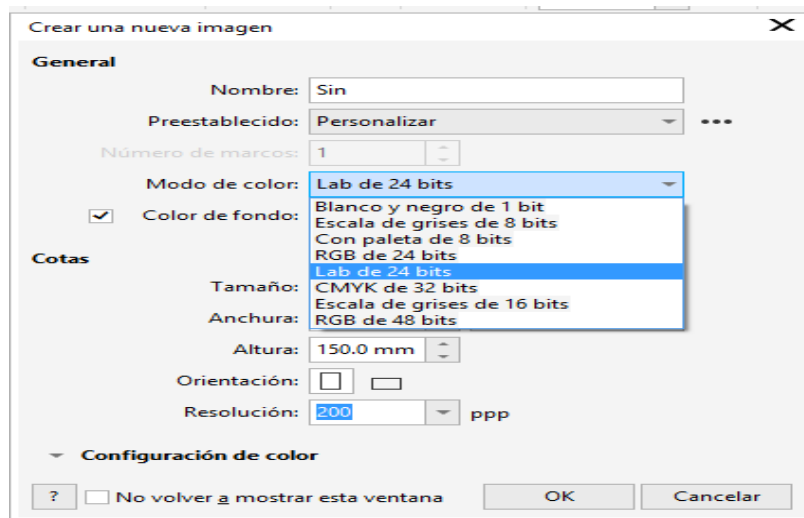 Crear una nueva imagen
General
Nombre: Sin
Preestablecido: Personalizar
Número de marcos: 1
Modo de color: Lab de 24 bits
Blanco y negro de 1 bit
Color de fondo:
Escala de grises de 8 bits
Con paleta de 8 bits
RGB de 24 bits
Cotas
Lab de 24 bits
Tamaño: CMYK de 32 bits
Escala de grises de 16 bits
Anchura: RGB de 48 bits
Altura: 150.0 mm
Orientación:
Resolución: 200 ppp
Configuración de color
? No volver a mostrar esta ventana OK Cancelar